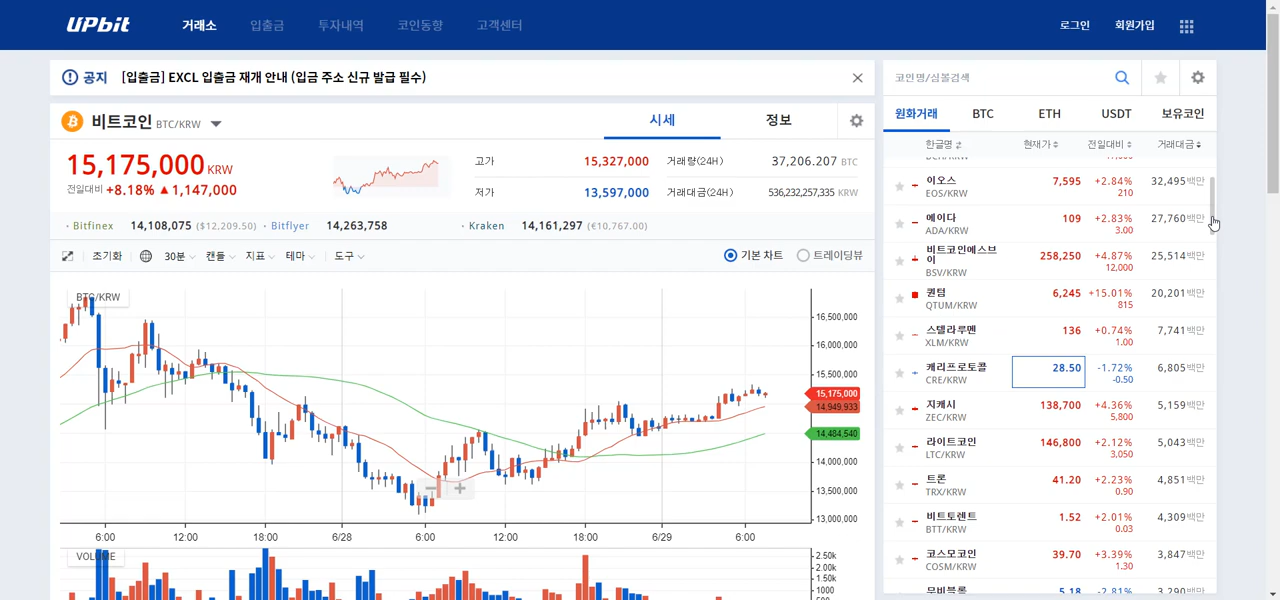 UPbit 거래소 입출금 투자내역 코인동향 고객센터 로그인 회원가입
공지 [입출금] EXCL 입출금 재개 안내 (입금 주소 신규 발급 필수)
비트코인 BTC/KRW 시세 정보
15,175,000 KRW
전일대비 +8.18% ▲ 1,147,000
고가 15,327,000 거래량(24H) 37,206.207 BTC
저가 13,597,000 거래대금(24H) 536,232,257,335 KRW
· Bitfinex 14,108,075 ($12,209.50) · Bitflyer 14,263,758 · Kraken 14,161,297 (€10,767.00)
초기화 30분 캔들 지표 테마 도구 기본 차트 트레이딩뷰
BTC/KRW
16,500,000
16,000,000
15,500,000
15,175,000
14,949,933
14,484,540
14,000,000
13,500,000
13,000,000
6:00 12:00 18:00 6/28 6:00 12:00 18:00 6/29 6:00
VOLUME
2.50k
2.00k
1.50k
1000
코인명/심볼검색
원화거래 BTC ETH USDT 보유코인
한글명 현재가 전일대비 거래대금
이오스 7,595 +2.84% 32,495백만
EOS/KRW 210
에이다 109 +2.83% 27,760백만
ADA/KRW 3.00
비트코인에스브이 258,250 +4.87% 25,514백만
BSV/KRW 12,000
퀀텀 6,245 +15.01% 20,201백만
QTUM/KRW 815
스텔라루멘 136 +0.74% 7,741백만
XLM/KRW 1.00
캐리프로토콜 28.50 -1.72% 6,805백만
CRE/KRW -0.50
지캐시 138,700 +4.36% 5,159백만
ZEC/KRW 5,800
라이트코인 146,800 +2.12% 5,043백만
LTC/KRW 3,050
트론 41.20 +2.23% 4,851백만
TRX/KRW 0.90
비트토렌트 1.52 +2.01% 4,309백만
BTT/KRW 0.03
코스모코인 39.70 +3.39% 3,847백만
COSM/KRW 1.30
무비블록 5.18 -2.81% 3,290백만